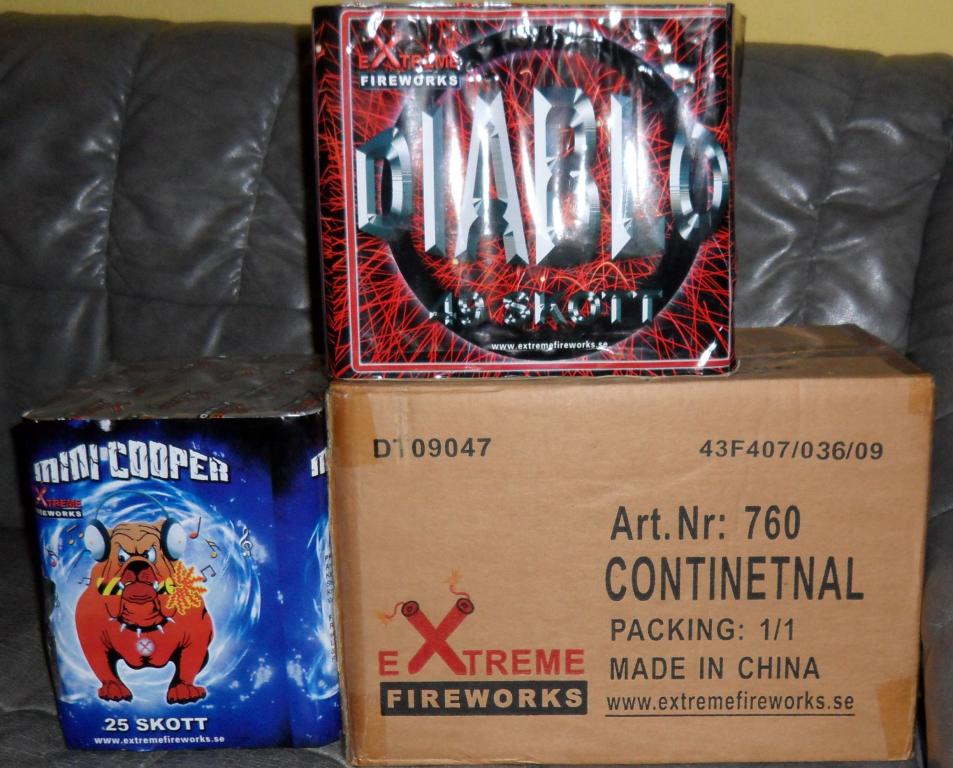 EXTREME
FIREWORKS
DIABLO
49 SKOTT
www.extremefireworks.se
MINI COOPER
EXTREME
FIREWORKS
25 SKOTT
www.extremefireworks.se
DT09047
43F407/036/09
Art.Nr: 760
CONTINETNAL
PACKING: 1/1
MADE IN CHINA
www.extremefireworks.se
EXTREME
FIREWORKS